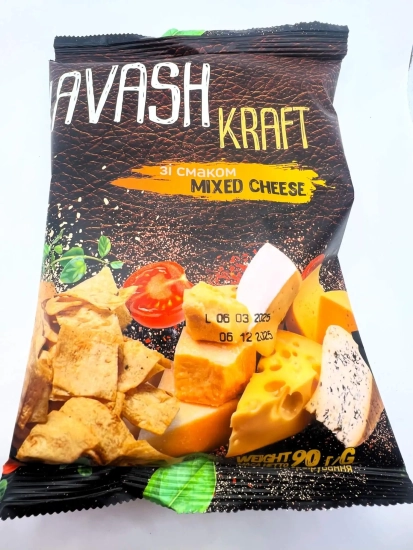 LAVASH
KRAFT
зі смаком
MIXED CHEESE
L 06 03 2025
06 12 2025
WEIGHT 90 г/G